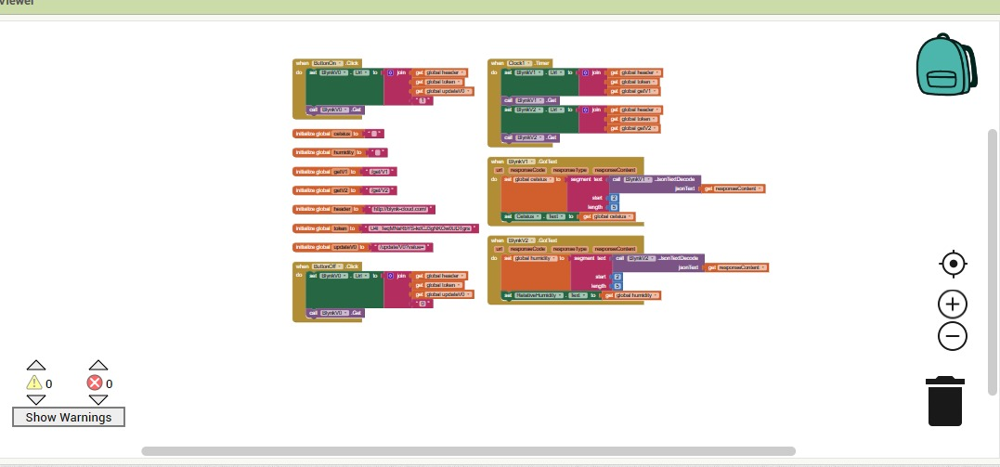 Viewer
when ButtonOn .Click
do set BlynkV0 . Url to join get global header
get global token
get global updateV0
" 1 "
call BlynkV0 .Get
initialize global celsius to " "
initialize global humidity to " "
initialize global getV1 to " /get/V1 "
initialize global getV2 to " /get/V2 "
initialize global header to " http://blynk-cloud.com/ "
initialize global token to
initialize global updateV0 to " /update/V0?value= "
when ButtonOff .Click
do set BlynkV0 . Url to join get global header
get global token
get global updateV0
" 0 "
call BlynkV0 .Get
when Clock1 .Timer
do set BlynkV1 . Url to join get global header
get global token
get global getV1
call BlynkV1 .Get
set BlynkV2 . Url to join get global header
get global token
get global getV2
call BlynkV2 .Get
when BlynkV1 .GotText
url responseCode responseType responseContent
do set global celsius to segment text call BlynkV1 .JsonTextDecode
jsonText get responseContent
start 2
length 5
set Celsius . Text to get global celsius
when BlynkV2 .GotText
url responseCode responseType responseContent
do set global humidity to segment text call BlynkV2 .JsonTextDecode
jsonText get responseContent
start 2
length 5
set RelativeHumidity . Text to get global humidity
0 0
Show Warnings